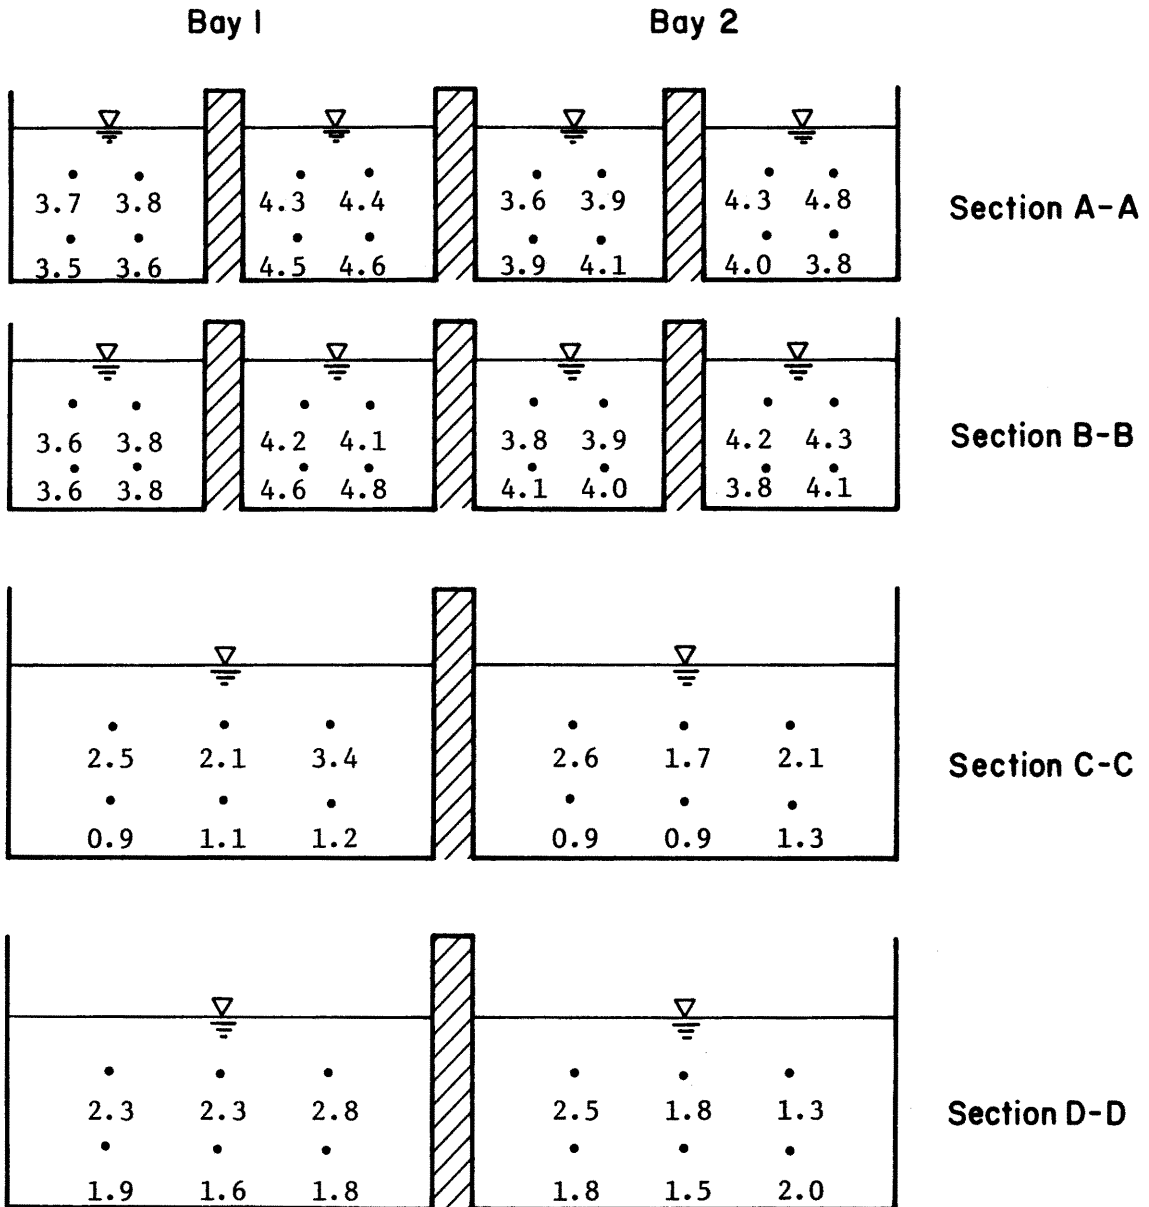 Bay 1 Bay 2
3.7 3.8 4.3 4.4 3.6 3.9 4.3 4.8
Section A-A
3.5 3.6 4.5 4.6 3.9 4.1 4.0 3.8
3.6 3.8 4.2 4.1 3.8 3.9 4.2 4.3
Section B-B
3.6 3.8 4.6 4.8 4.1 4.0 3.8 4.1
2.5 2.1 3.4 2.6 1.7 2.1
Section C-C
0.9 1.1 1.2 0.9 0.9 1.3
2.3 2.3 2.8 2.5 1.8 1.3
Section D-D
1.9 1.6 1.8 1.8 1.5 2.0